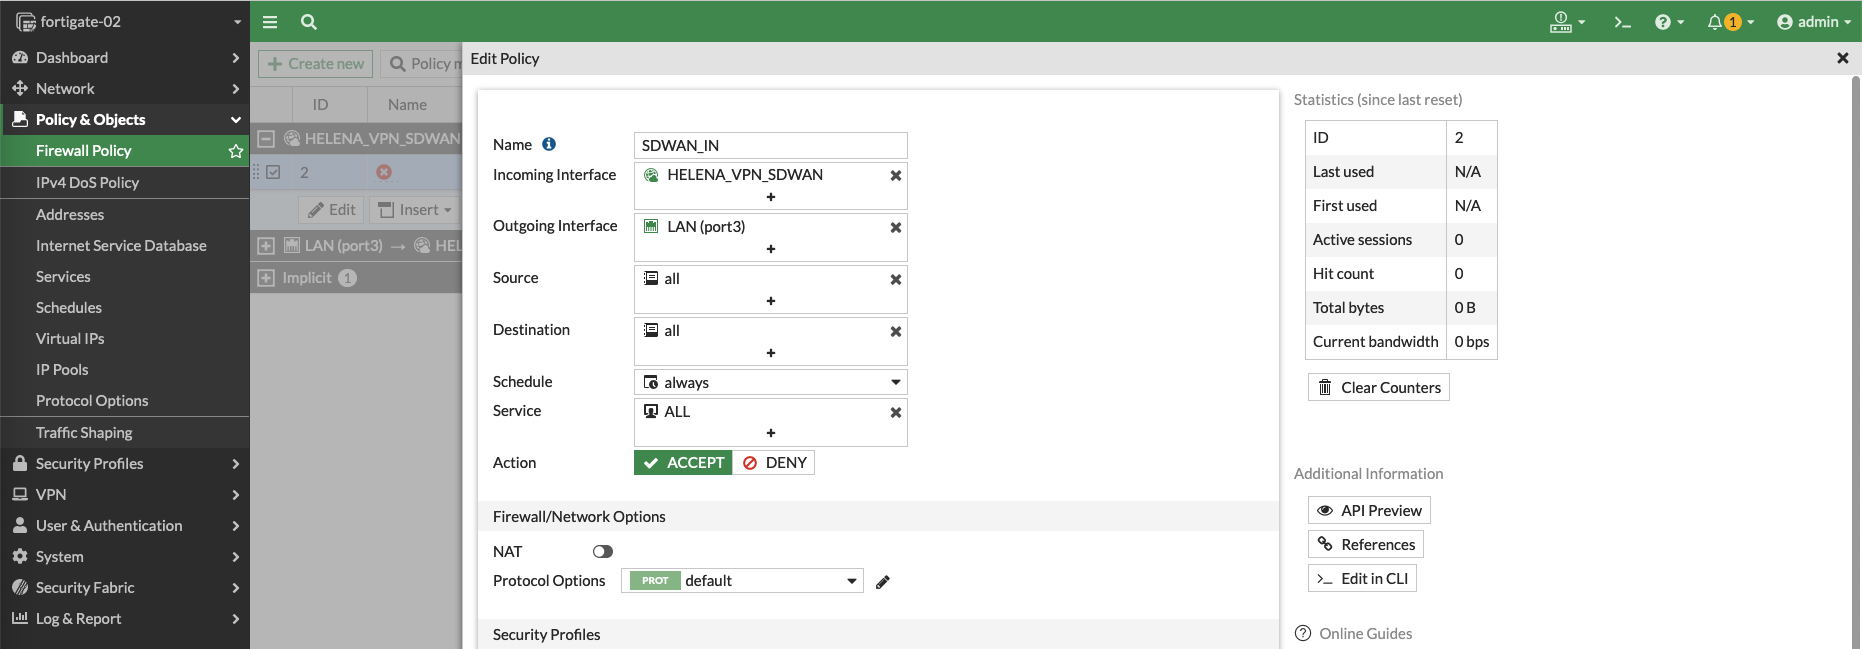 fortigate-02
1
admin
Dashboard
Network
Policy & Objects
Firewall Policy
IPv4 DoS Policy
Addresses
Internet Service Database
Services
Schedules
Virtual IPs
IP Pools
Protocol Options
Traffic Shaping
Security Profiles
VPN
User & Authentication
System
Security Fabric
Log & Report
Create new
Policy
ID Name
HELENA_VPN_SDWAN
2
Edit Insert
LAN (port3) → HEL
Implicit 1
Edit Policy
Name SDWAN_IN
Incoming Interface HELENA_VPN_SDWAN
+
Outgoing Interface LAN (port3)
+
Source all
+
Destination all
+
Schedule always
Service ALL
+
Action ACCEPT DENY
Firewall/Network Options
NAT
Protocol Options PROT default
Security Profiles
Statistics (since last reset)
ID 2
Last used N/A
First used N/A
Active sessions 0
Hit count 0
Total bytes 0 B
Current bandwidth 0 bps
Clear Counters
Additional Information
API Preview
References
>_ Edit in CLI
Online Guides